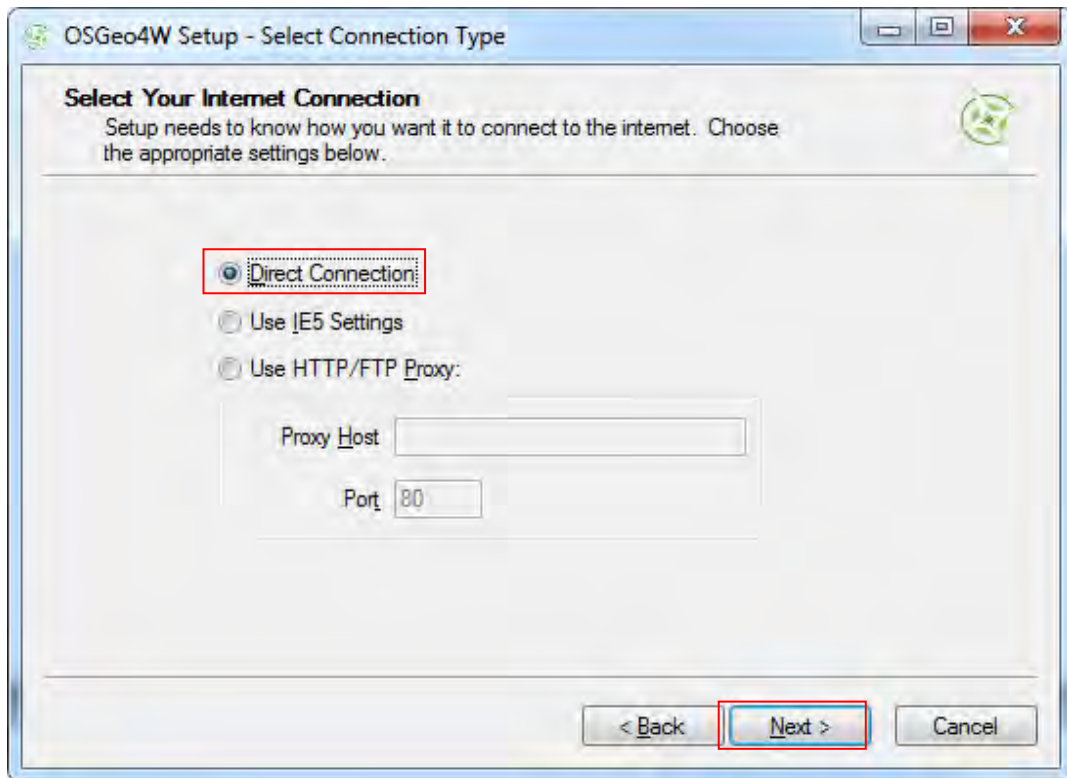 OSGeo4W Setup - Select Connection Type
Select Your Internet Connection
Setup needs to know how you want it to connect to the internet. Choose
the appropriate settings below.
Direct Connection
Use IE5 Settings
Use HTTP/FTP Proxy:
Proxy Host
Port 80
< Back Next > Cancel